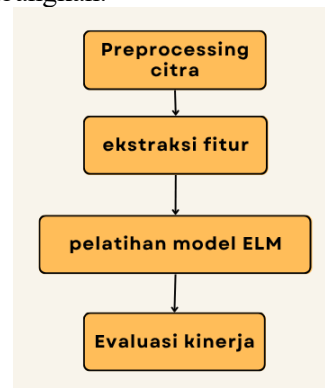 Preprocessing
citra
ekstraksi fitur
pelatihan model ELM
Evaluasi kinerja